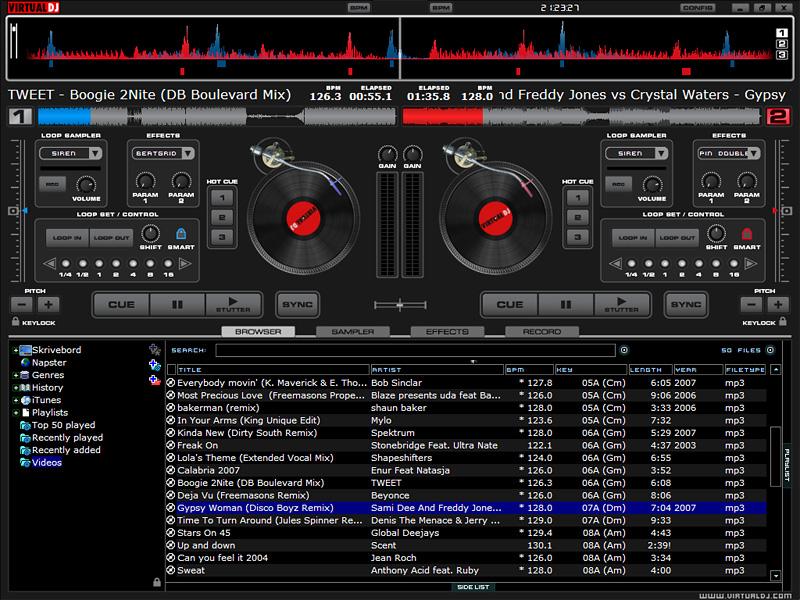 VIRTUAL DJ BPM BPM 2:123:27 CONFIG
1
2
3
TWEET - Boogie 2Nite (DB Boulevard Mix) BPM 126.3 ELAPSED 00:55.1 ELAPSED 01:35.8 BPM 128.0 nd Freddy Jones vs Crystal Waters - Gypsy
1 2
LOOP SAMPLER EFFECTS LOOP SAMPLER EFFECTS
SIREN BEATGRID GAIN GAIN SIREN PIN DOUBLE
REC VOLUME PARAM 1 PARAM 2 HOT CUE HOT CUE REC VOLUME PARAM 1 PARAM 2
1 1
2 2
3 3
LOOP SET / CONTROL LOOP SET / CONTROL
LOOP IN LOOP OUT SHIFT SMART LOOP IN LOOP OUT SHIFT SMART
1/4 1/2 1 2 4 8 16 1/4 1/2 1 2 4 8 16
PITCH PITCH
- + CUE STUTTER SYNC CUE STUTTER SYNC - +
KEYLOCK KEYLOCK
BROWSER SAMPLER EFFECTS RECORD
SEARCH: 50 FILES
TITLE ARTIST BPM KEY LENGTH YEAR FILETYPE
Skrivebord
Napster
Genres
History
iTunes
Playlists
Top 50 played
Recently played
Recently added
Videos
Everybody movin' (K. Maverick & E. Tho... Bob Sinclar * 127.8 05A (Cm) 6:05 2007 mp3
Most Precious Love (Freemasons Prope... Blaze presents uda feat Ba... * 126.0 05A (Cm) 9:06 2006 mp3
bakerman (remix) shaun baker * 128.0 05A (Cm) 3:33 2006 mp3
In Your Arms (King Unique Edit) Mylo * 123.6 05A (Cm) 7:32 mp3
Kinda New (Dirty South Remix) Spektrum * 128.0 06A (Gm) 5:29 2007 mp3
Freak On Stonebridge Feat. Ultra Nate * 122.1 06A (Gm) 4:37 2003 mp3
Lola's Theme (Extended Vocal Mix) Shapeshifters * 124.0 06A (Gm) 6:55 mp3
Calabria 2007 Enur Feat Natasja * 126.0 06A (Gm) 3:52 mp3
Boogie 2Nite (DB Boulevard Mix) TWEET * 126.3 06A (Gm) 6:08 mp3
Deja Vu (Freemasons Remix) Beyonce * 126.0 06A (Gm) 8:06 mp3
Gypsy Woman (Disco Boyz Remix) Sami Dee And Freddy Jone... * 128.0 07A (Dm) 7:04 2007 mp3
Time To Turn Around (Jules Spinner Re... Denis The Menace & Jerry ... * 129.0 07A (Dm) 9:33 mp3
Stars On 45 Global Deejays * 129.4 08A (Am) 4:43 mp3
Up and down Scent 130.1 08A (Am) 2:39! mp3
Can you feel it 2004 Jean Roch * 126.0 08A (Am) 3:34 mp3
Sweat Anthony Acid feat. Ruby * 128.0 08A (Am) 4:00 mp3
PLAYLIST
SIDE LIST
WWW.VIRTUALDJ.COM